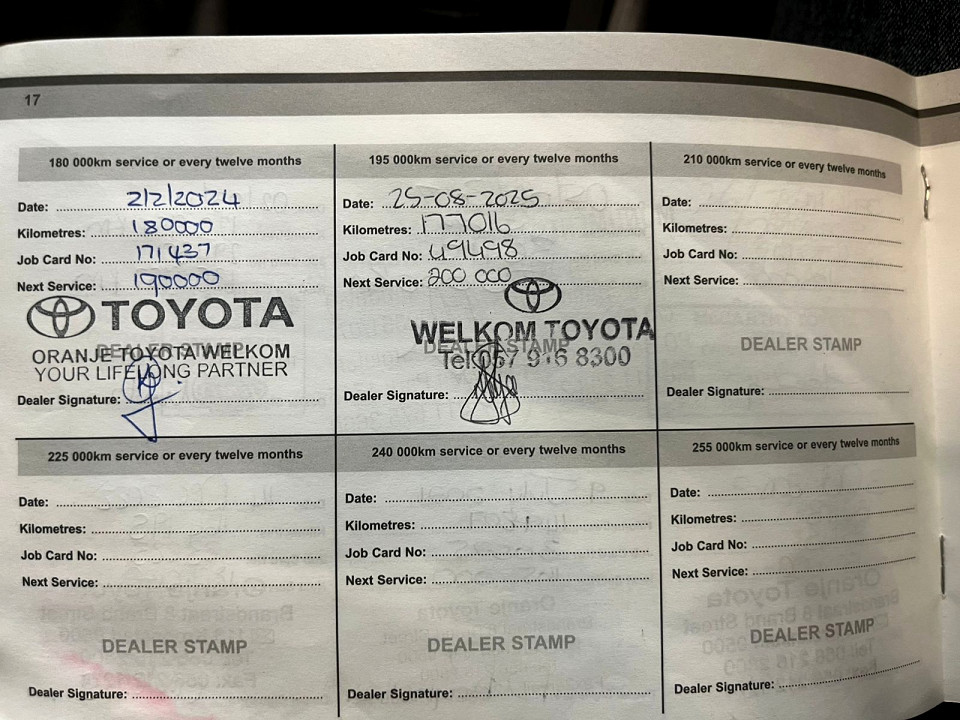 17
180 000km service or every twelve months
Date: 2/2/2024
Kilometres: 180000
Job Card No: 171437
Next Service: 190000
TOYOTA
DEALER STAMP
ORANJE TOYOTA WELKOM
YOUR LIFELONG PARTNER
Dealer Signature:
195 000km service or every twelve months
Date: 25-08-2025
Kilometres: 177016
Job Card No: 49498
Next Service: 200 000
WELKOM TOYOTA
DEALER STAMP
Tel: 057 916 8300
Dealer Signature:
210 000km service or every twelve months
Date:
Kilometres:
Job Card No:
Next Service:
DEALER STAMP
Dealer Signature:
225 000km service or every twelve months
Date:
Kilometres:
Job Card No:
Next Service:
DEALER STAMP
Dealer Signature:
240 000km service or every twelve months
Date:
Kilometres:
Job Card No:
Next Service:
DEALER STAMP
Dealer Signature:
255 000km service or every twelve months
Date:
Kilometres:
Job Card No:
Next Service:
DEALER STAMP
Dealer Signature: